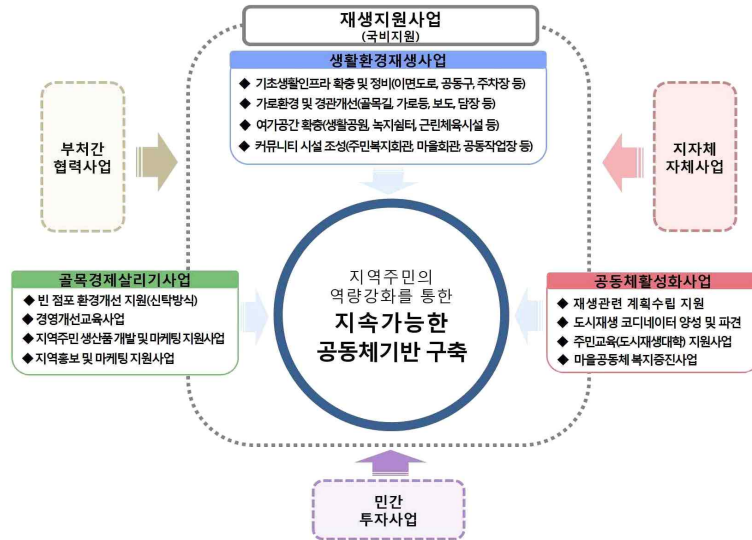 재생지원사업
(국비지원)
생활환경재생사업
◆ 기초생활인프라 확충 및 정비(이면도로, 공동구, 주차장 등)
◆ 가로환경 및 경관개선(골목길, 가로등, 보도, 담장 등)
◆ 여가공간 확충(생활공원, 녹지쉼터, 근린체육시설 등)
◆ 커뮤니티 시설 조성(주민복지회관, 마을회관, 공동작업장 등)
부처간
협력사업
지자체
자체사업
골목경제살리기사업
◆ 빈 점포 환경개선 지원(신탁방식)
◆ 경영개선교육사업
◆ 지역주민 생산품 개발 및 마케팅 지원사업
◆ 지역홍보 및 마케팅 지원사업
지역주민의
역량강화를 통한
지속가능한
공동체기반 구축
공동체활성화사업
◆ 재생관련 계획수립 지원
◆ 도시재생 코디네이터 양성 및 파견
◆ 주민교육(도시재생대학) 지원사업
◆ 마을공동체 복지증진사업
민간
투자사업